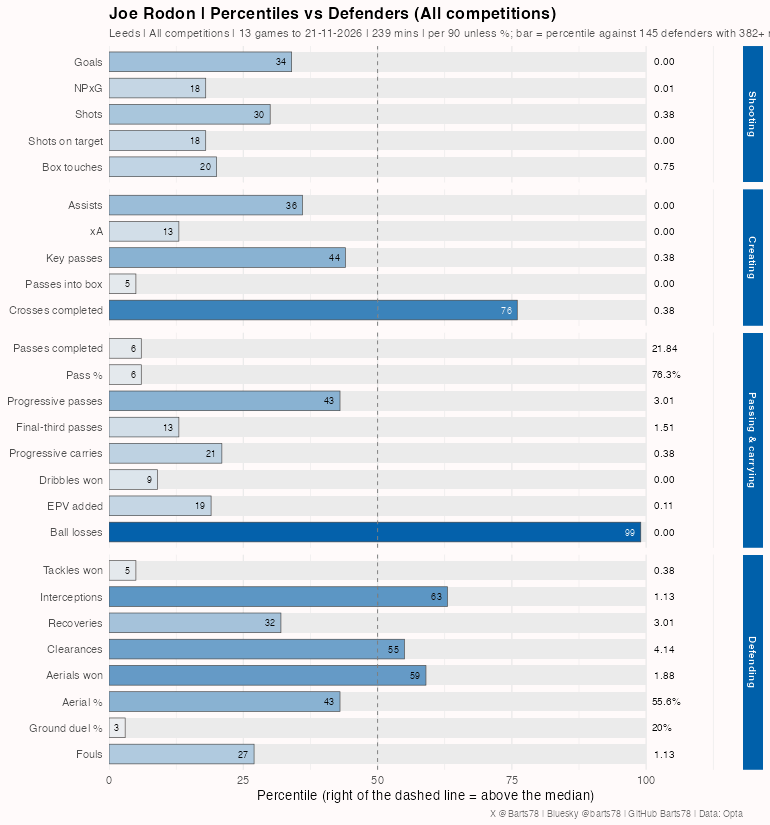 Joe Rodon | Percentiles vs Defenders (All competitions)
Leeds | All competitions | 13 games to 21-11-2026 | 239 mins | per 90 unless %; bar = percentile against 145 defenders with 382+
Goals 34 0.00
NPxG 18 0.01
Shots 30 0.38
Shots on target 18 0.00
Box touches 20 0.75
Shooting
Assists 36 0.00
xA 13 0.00
Key passes 44 0.38
Passes into box 5 0.00
Crosses completed 76 0.38
Creating
Passes completed 6 21.84
Pass % 6 76.3%
Progressive passes 43 3.01
Final-third passes 13 1.51
Progressive carries 21 0.38
Dribbles won 9 0.00
EPV added 19 0.11
Ball losses 99 0.00
Passing & carrying
Tackles won 5 0.38
Interceptions 63 1.13
Recoveries 32 3.01
Clearances 55 4.14
Aerials won 59 1.88
Aerial % 43 55.6%
Ground duel % 3 20%
Fouls 27 1.13
Defending
0 25 50 75 100
Percentile (right of the dashed line = above the median)
X @Barts78 | Bluesky @barts78 | GitHub Barts78 | Data: Opta